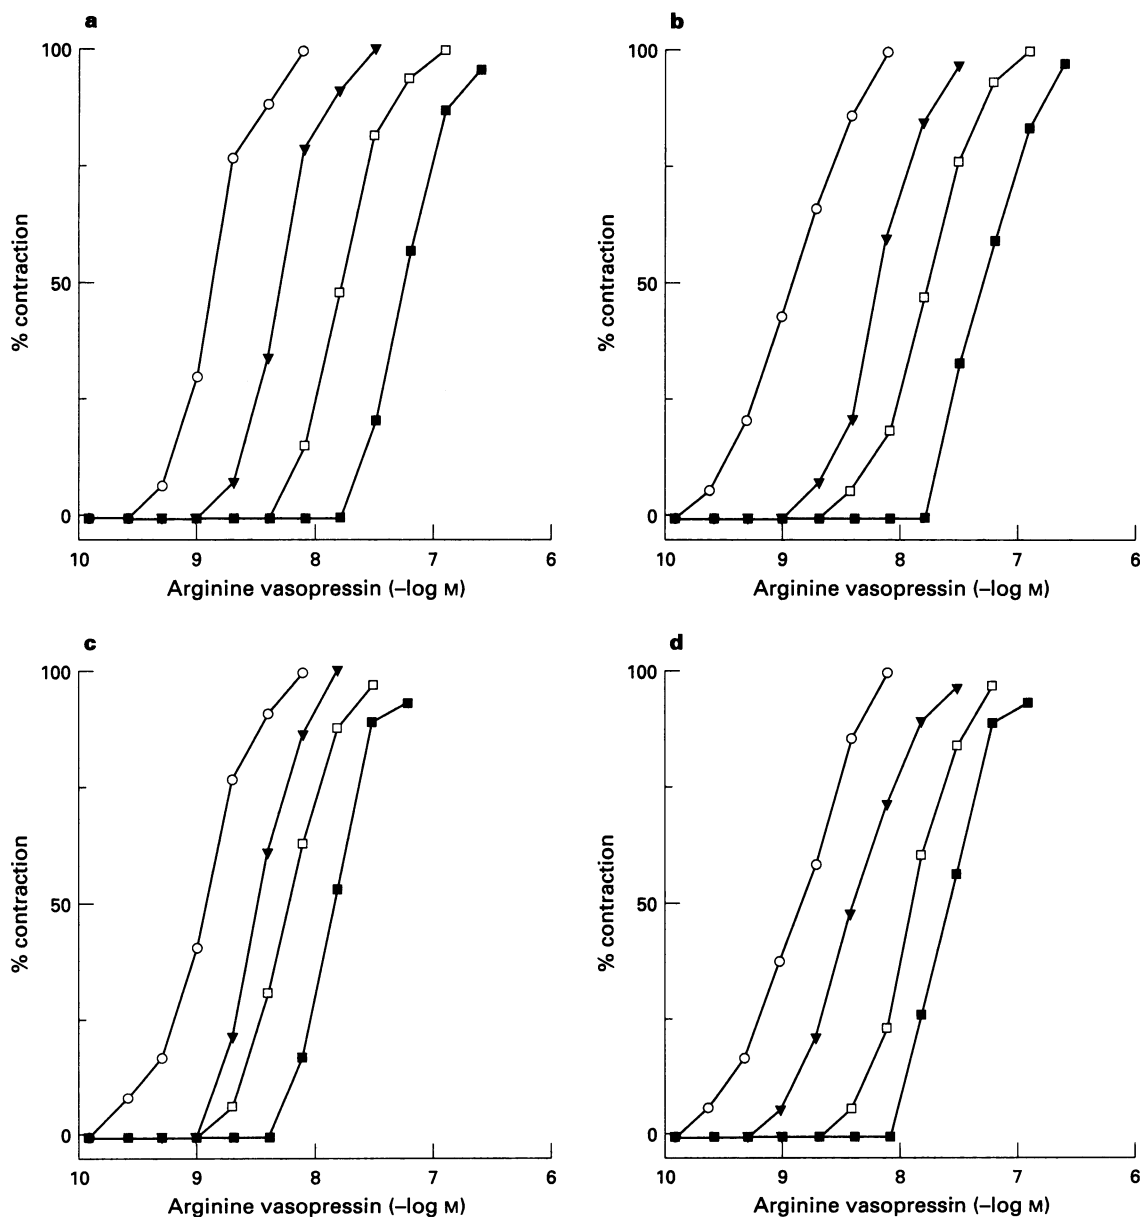 a
100
50
0
% contraction
10 9 8 7 6
Arginine vasopressin (–log M)
b
100
50
0
% contraction
10 9 8 7 6
Arginine vasopressin (–log M)
c
100
50
0
% contraction
10 9 8 7 6
Arginine vasopressin (–log M)
d
100
50
0
% contraction
10 9 8 7 6
Arginine vasopressin (–log M)